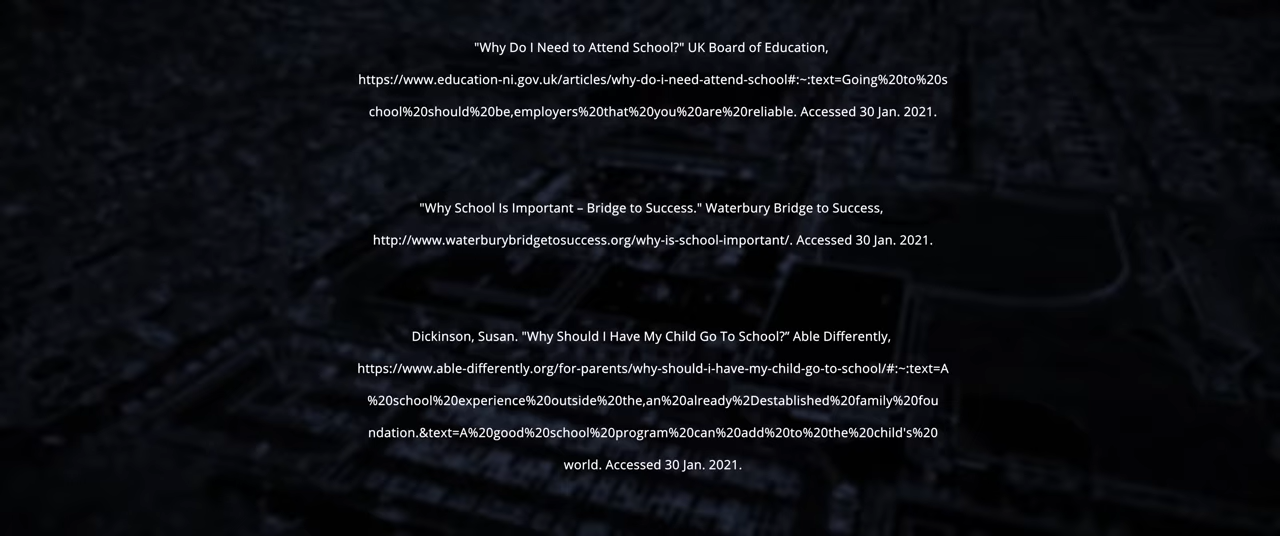 "Why Do I Need to Attend School?" UK Board of Education,
https://www.education-ni.gov.uk/articles/why-do-i-need-attend-school#:~:text=Going%20to%20s
chool%20should%20be,employers%20that%20you%20are%20reliable. Accessed 30 Jan. 2021.
"Why School Is Important – Bridge to Success." Waterbury Bridge to Success,
http://www.waterburybridgetosuccess.org/why-is-school-important/. Accessed 30 Jan. 2021.
Dickinson, Susan. "Why Should I Have My Child Go To School?” Able Differently,
https://www.able-differently.org/for-parents/why-should-i-have-my-child-go-to-school/#:~:text=A
%20school%20experience%20outside%20the,an%20already%2Destablished%20family%20fou
ndation.&text=A%20good%20school%20program%20can%20add%20to%20the%20child's%20
world. Accessed 30 Jan. 2021.